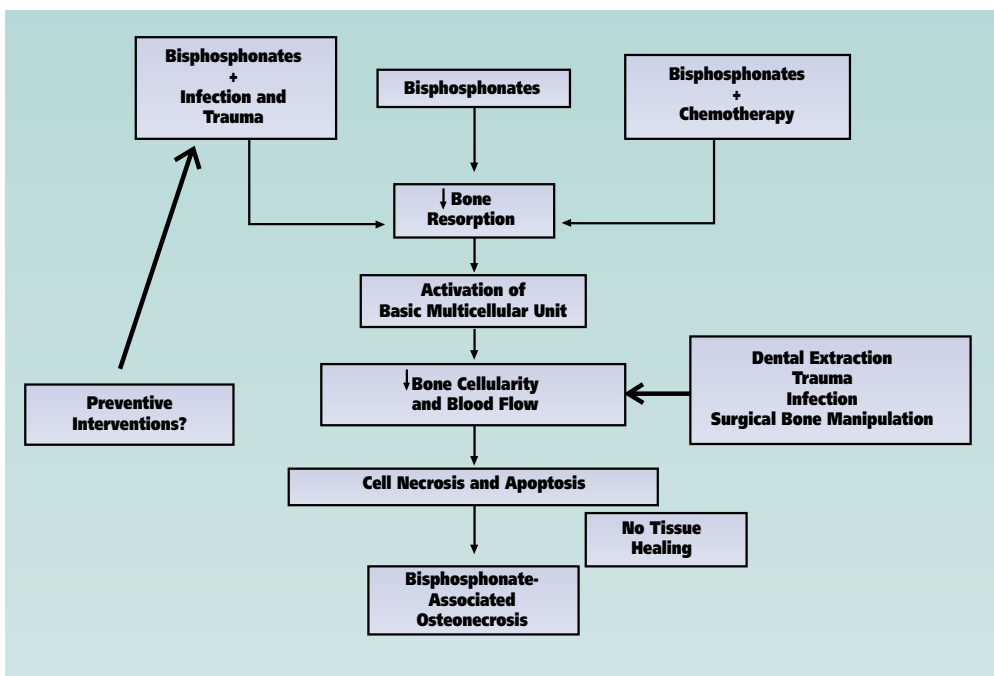 Bisphosphonates
+
Infection and
Trauma
Bisphosphonates
Bisphosphonates
+
Chemotherapy
↓Bone
Resorption
Activation of
Basic Multicellular Unit
↓Bone Cellularity
and Blood Flow
Dental Extraction
Trauma
Infection
Surgical Bone Manipulation
Preventive
Interventions?
Cell Necrosis and Apoptosis
No Tissue
Healing
Bisphosphonate-
Associated
Osteonecrosis